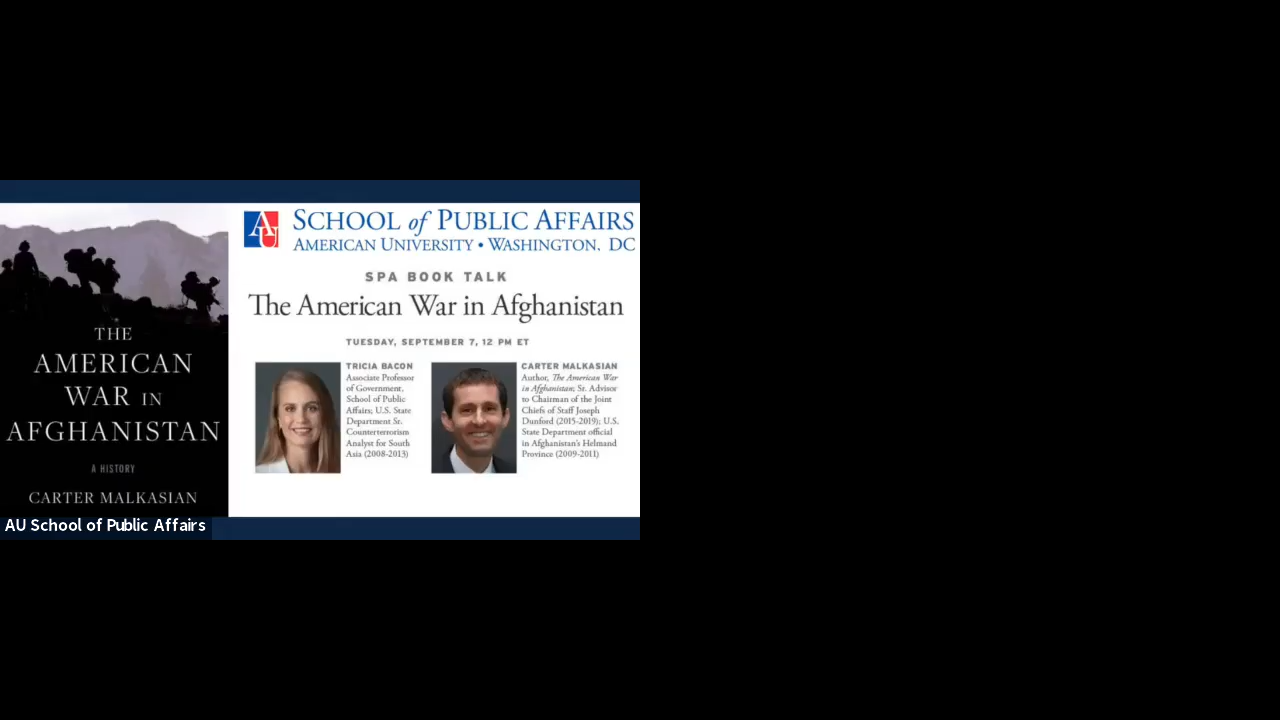 THE
AMERICAN
WAR IN
AFGHANISTAN
A HISTORY
CARTER MALKASIAN
AU School of Public Affairs
AU
SCHOOL of PUBLIC AFFAIRS
AMERICAN UNIVERSITY • WASHINGTON, DC
SPA BOOK TALK
The American War in Afghanistan
TUESDAY, SEPTEMBER 7, 12 PM ET
TRICIA BACON
Associate Professor
of Government,
School of Public
Affairs; U.S. State
Department Sr.
Counterterrorism
Analyst for South
Asia (2008-2013)
CARTER MALKASIAN
Author, The American War
in Afghanistan; Sr. Advisor
to Chairman of the Joint
Chiefs of Staff Joseph
Dunford (2015-2019); U.S.
State Department official
in Afghanistan's Helmand
Province (2009-2011)